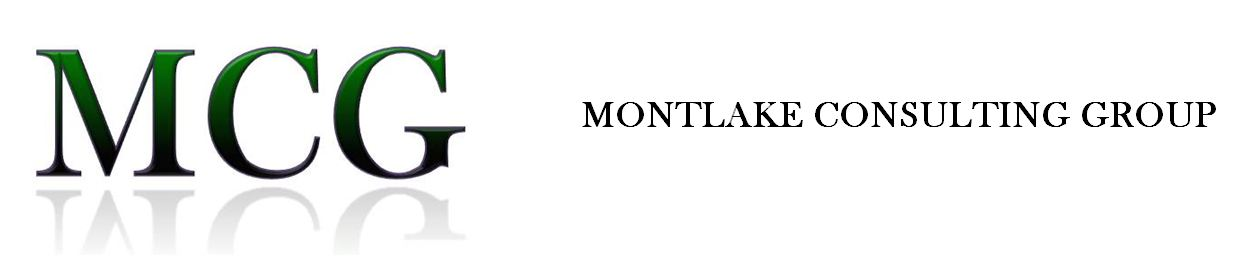 MCG
MONTLAKE CONSULTING GROUP